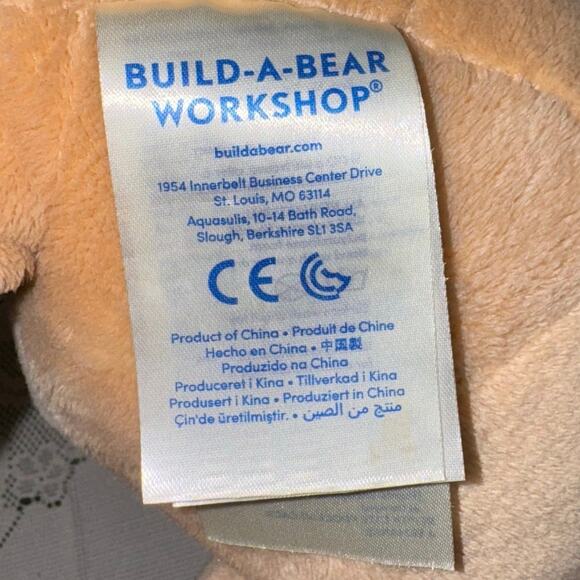 BUILD-A-BEAR
WORKSHOP®
buildabear.com
1954 Innerbelt Business Center Drive
St. Louis, MO 63114
Aquasulis, 10-14 Bath Road,
Slough, Berkshire SL1 3SA
CE
Product of China • Produit de Chine
Hecho en China • 中国製
Produzido na China
Produceret i Kina • Tillverkad i Kina
Produsert i Kina • Produziert in China
Çin'de üretilmiştir. • منتج من الصين